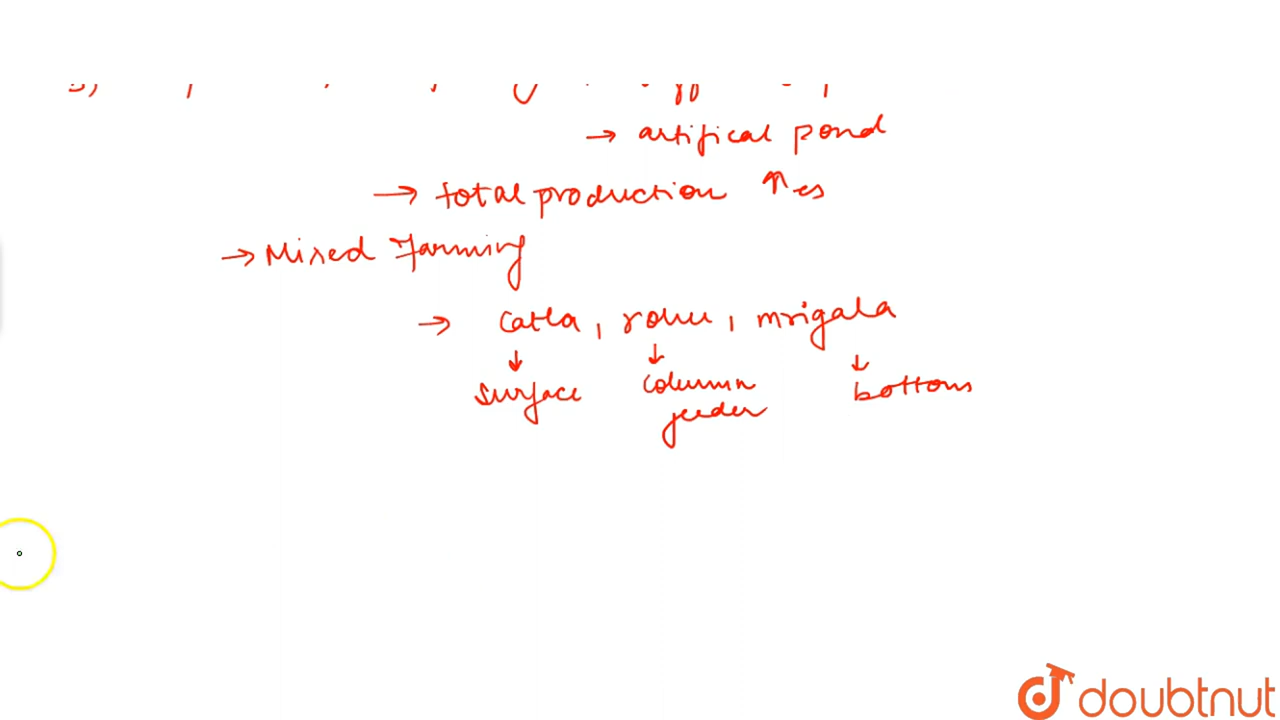 → artifical pond
→ total production ↑es
→ Mixed Farming
→ catla, rohu, mrigala
↓ ↓ ↓
surface column bottom
feeder
doubtnut